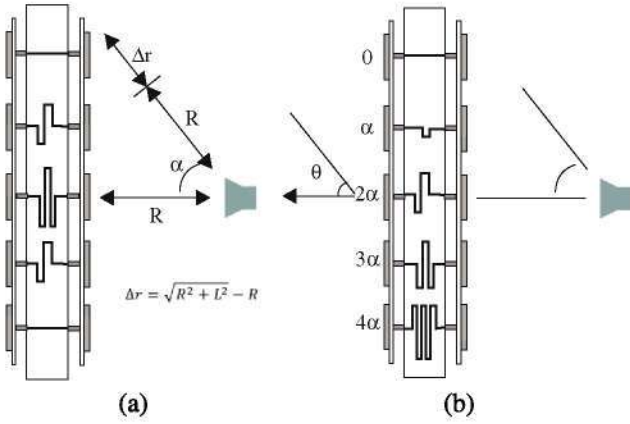 Δr
R
α
R
Δr = √R² + L² − R
(a)
0
α
θ
2α
3α
4α
(b)